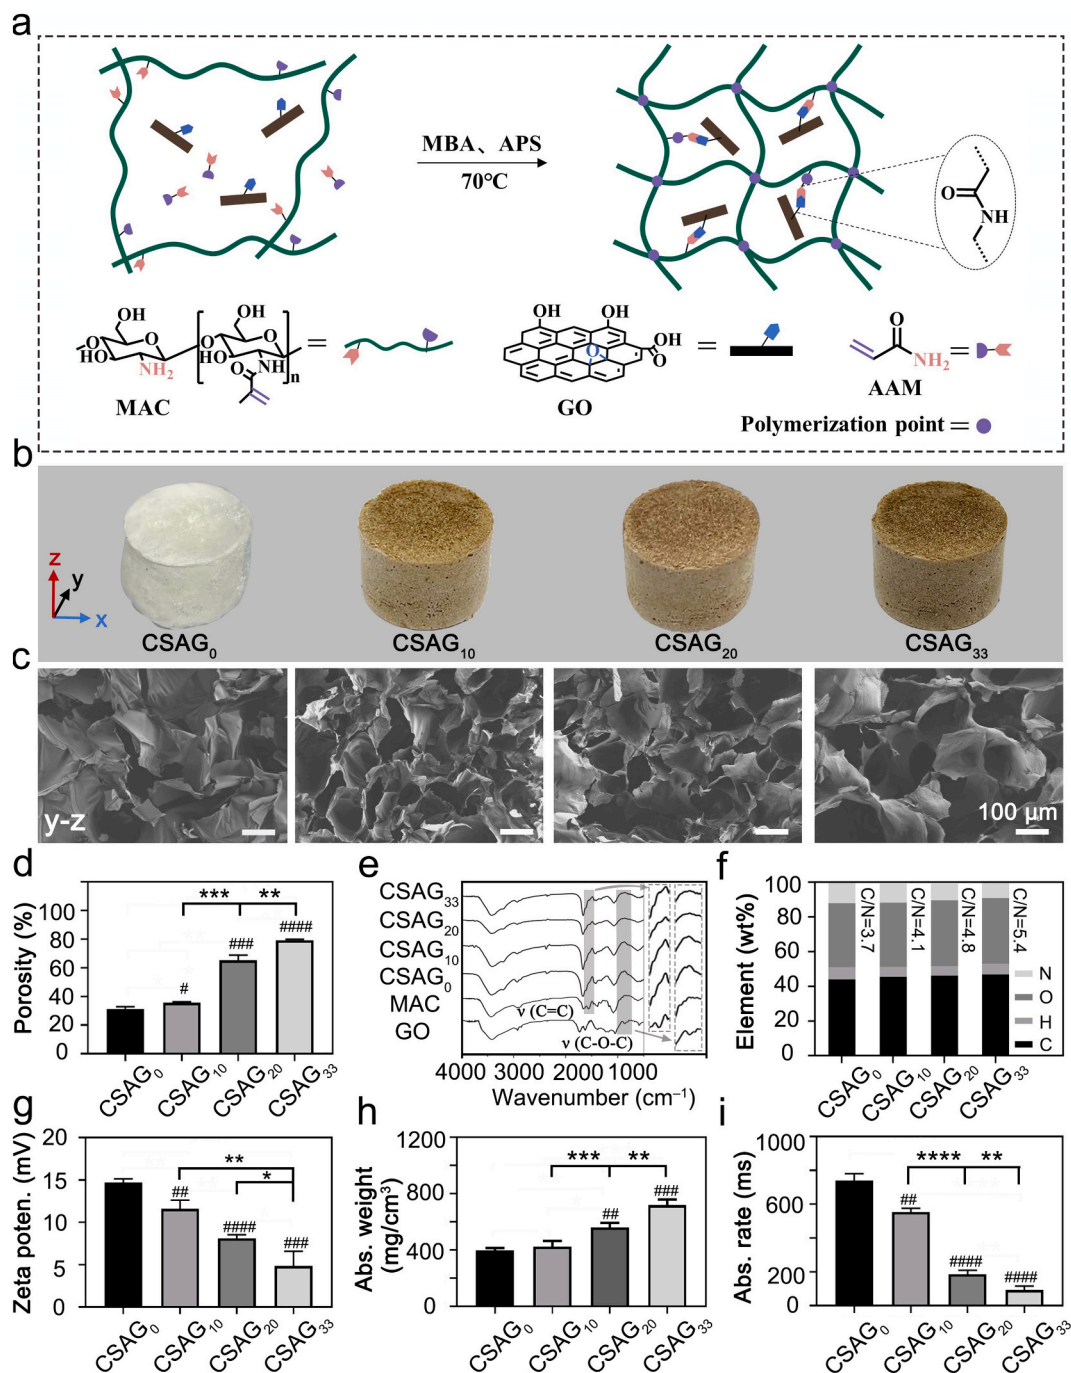 a
MBA、APS
70℃
O
NH
OH
O
HO
NH₂
OH
O
HO
NH
O
n
=
MAC
OH
OH
O
O
OH
=
GO
O
NH₂
=
AAM
Polymerization point =
b
z
y
x
CSAG₀
CSAG₁₀
CSAG₂₀
CSAG₃₃
c
y-z
100 µm
d
Porosity (%)
100
80
60
40
20
0
#
###
####
***
**
CSAG₀
CSAG₁₀
CSAG₂₀
CSAG₃₃
e
CSAG₃₃
CSAG₂₀
CSAG₁₀
CSAG₀
MAC
GO
ν (C=C)
ν (C-O-C)
4000
2000
1000
Wavenumber (cm⁻¹)
f
Element (wt%)
100
80
60
40
20
0
C/N=3.7
C/N=4.1
C/N=4.8
C/N=5.4
N
O
H
C
CSAG₀
CSAG₁₀
CSAG₂₀
CSAG₃₃
g
Zeta poten. (mV)
20
15
10
5
0
##
####
###
**
*
CSAG₀
CSAG₁₀
CSAG₂₀
CSAG₃₃
h
Abs. weight
(mg/cm³)
1200
800
400
0
##
###
***
**
CSAG₀
CSAG₁₀
CSAG₂₀
CSAG₃₃
i
Abs. rate (ms)
1000
600
200
0
##
####
####
****
**
CSAG₀
CSAG₁₀
CSAG₂₀
CSAG₃₃